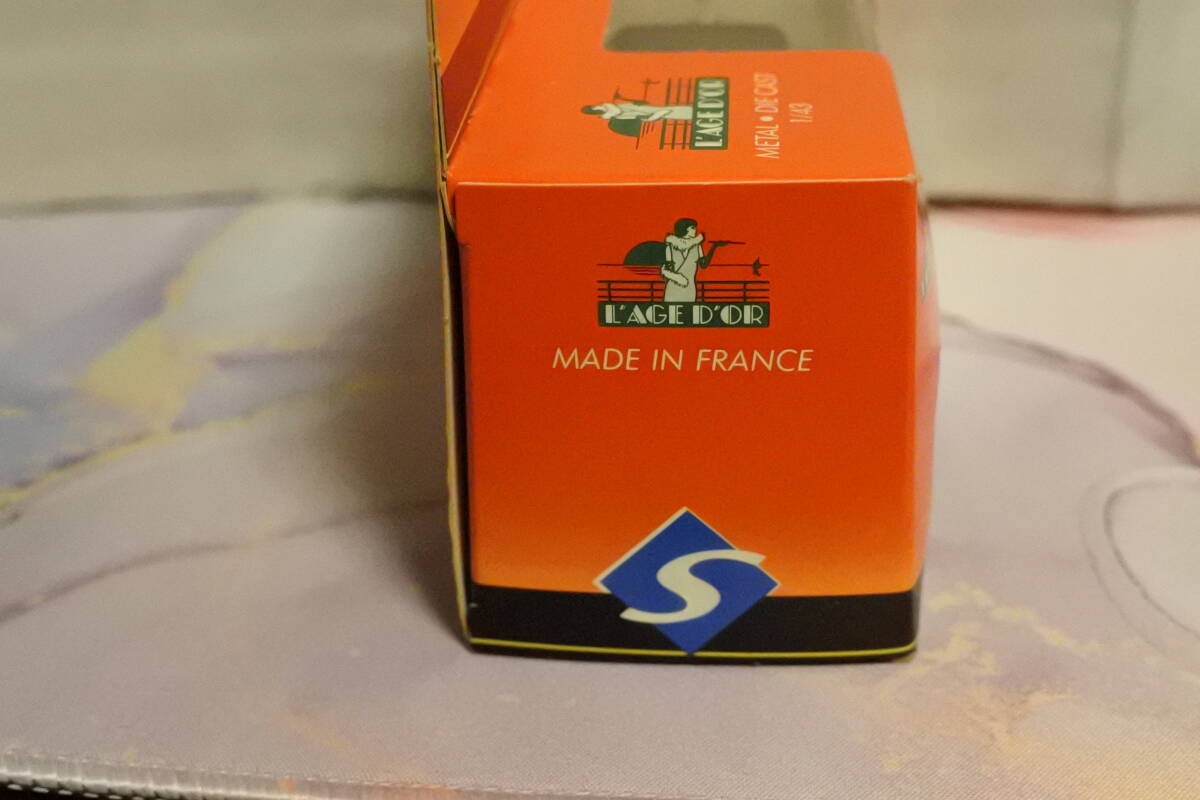 L'AGE D'OR
METAL • DIE CAST
1/43
L'AGE D'OR
MADE IN FRANCE
S